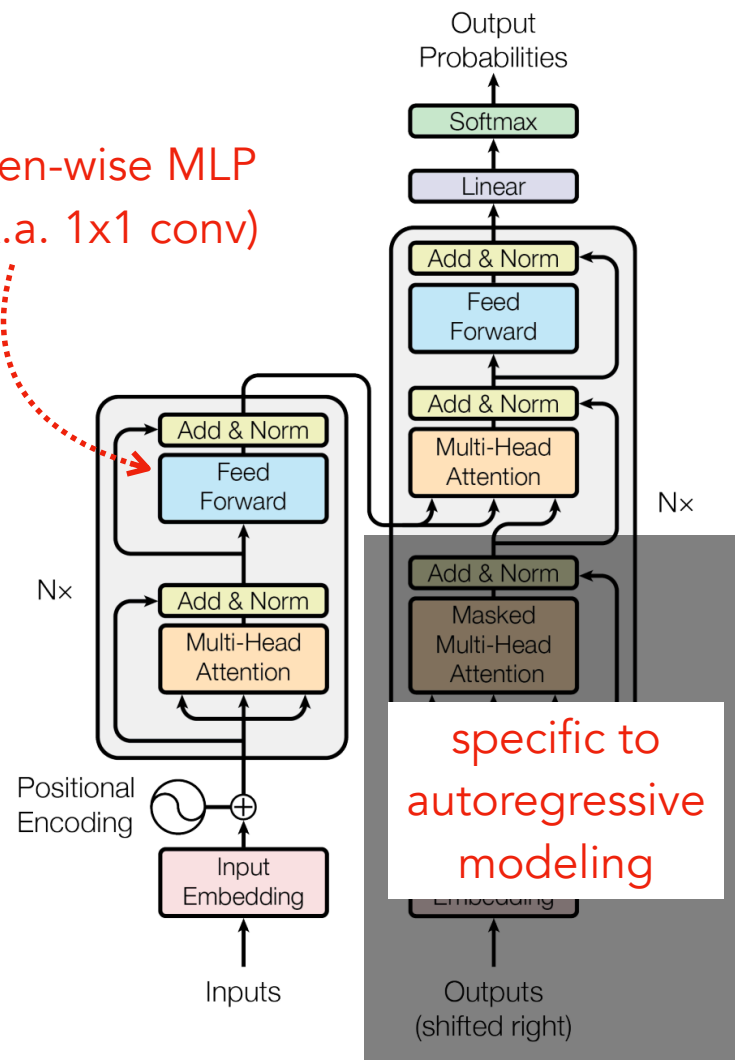 Output
Probabilities
Softmax
Linear
en-wise MLP
.a. 1x1 conv)
Add & Norm
Feed
Forward
Add & Norm
Multi-Head
Attention
N×
Add & Norm
Feed
Forward
N×
Add & Norm
Multi-Head
Attention
Add & Norm
Masked
Multi-Head
Attention
specific to
autoregressive
modeling
Positional
Encoding
Input
Embedding
Embedding
Inputs
Outputs
(shifted right)